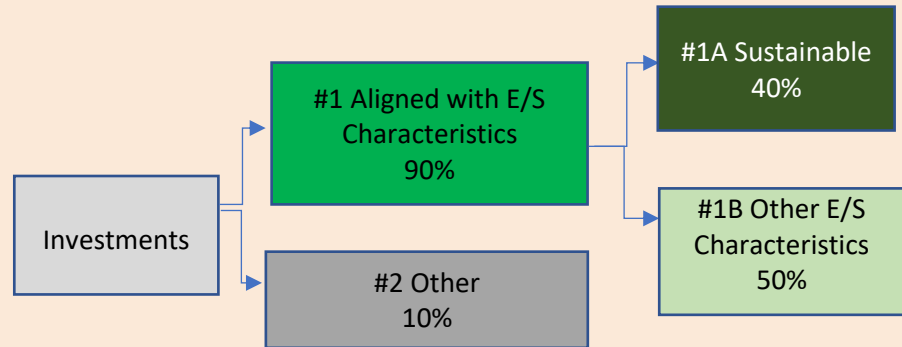 Investments
#1 Aligned with E/S
Characteristics
90%
#2 Other
10%
#1A Sustainable
40%
#1B Other E/S
Characteristics
50%